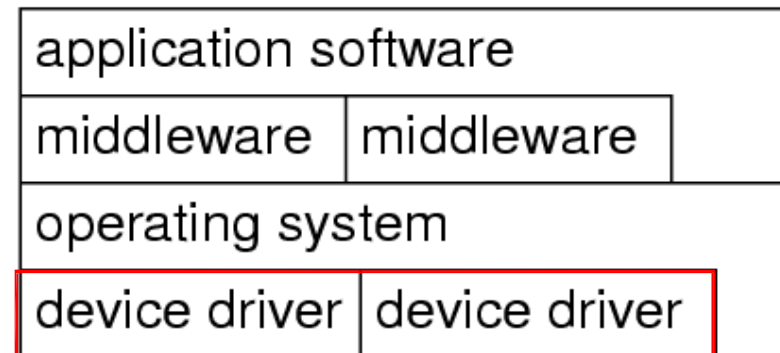 application software
middleware middleware
operating system
device driver device driver